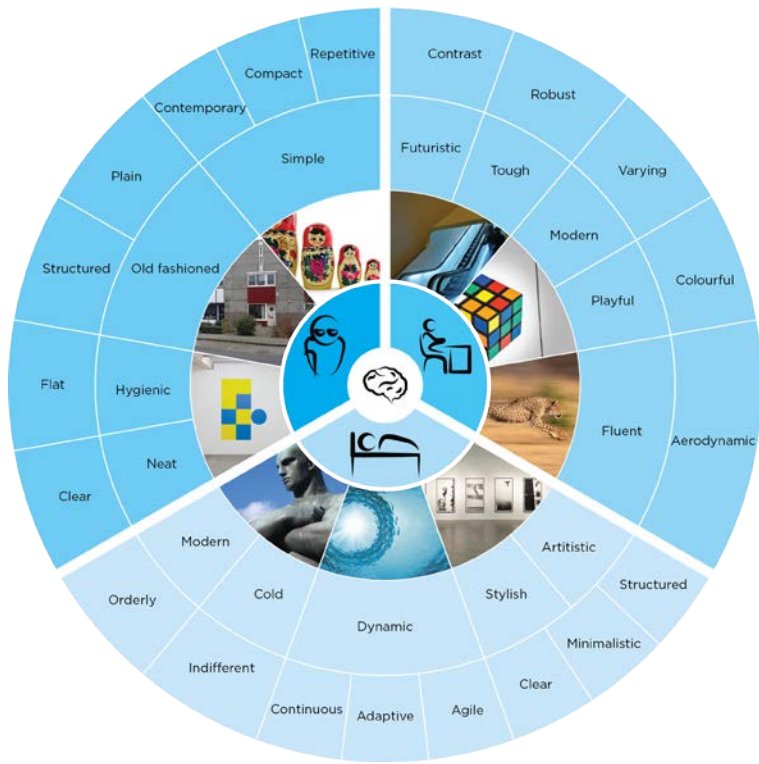 Repetitive
Contrast
Compact
Robust
Contemporary
Simple
Futuristic
Tough
Varying
Plain
Modern
Structured
Old fashioned
Playful
Colourful
Flat
Hygienic
Fluent
Aerodynamic
Neat
Clear
Modern
Artitistic
Orderly
Cold
Stylish
Structured
Dynamic
Minimalistic
Indifferent
Clear
Continuous
Adaptive
Agile